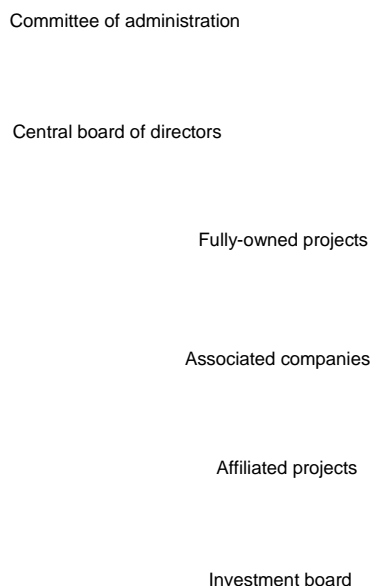 Committee of administration
Central board of directors
Fully-owned projects
Associated companies
Affiliated projects
Investment board